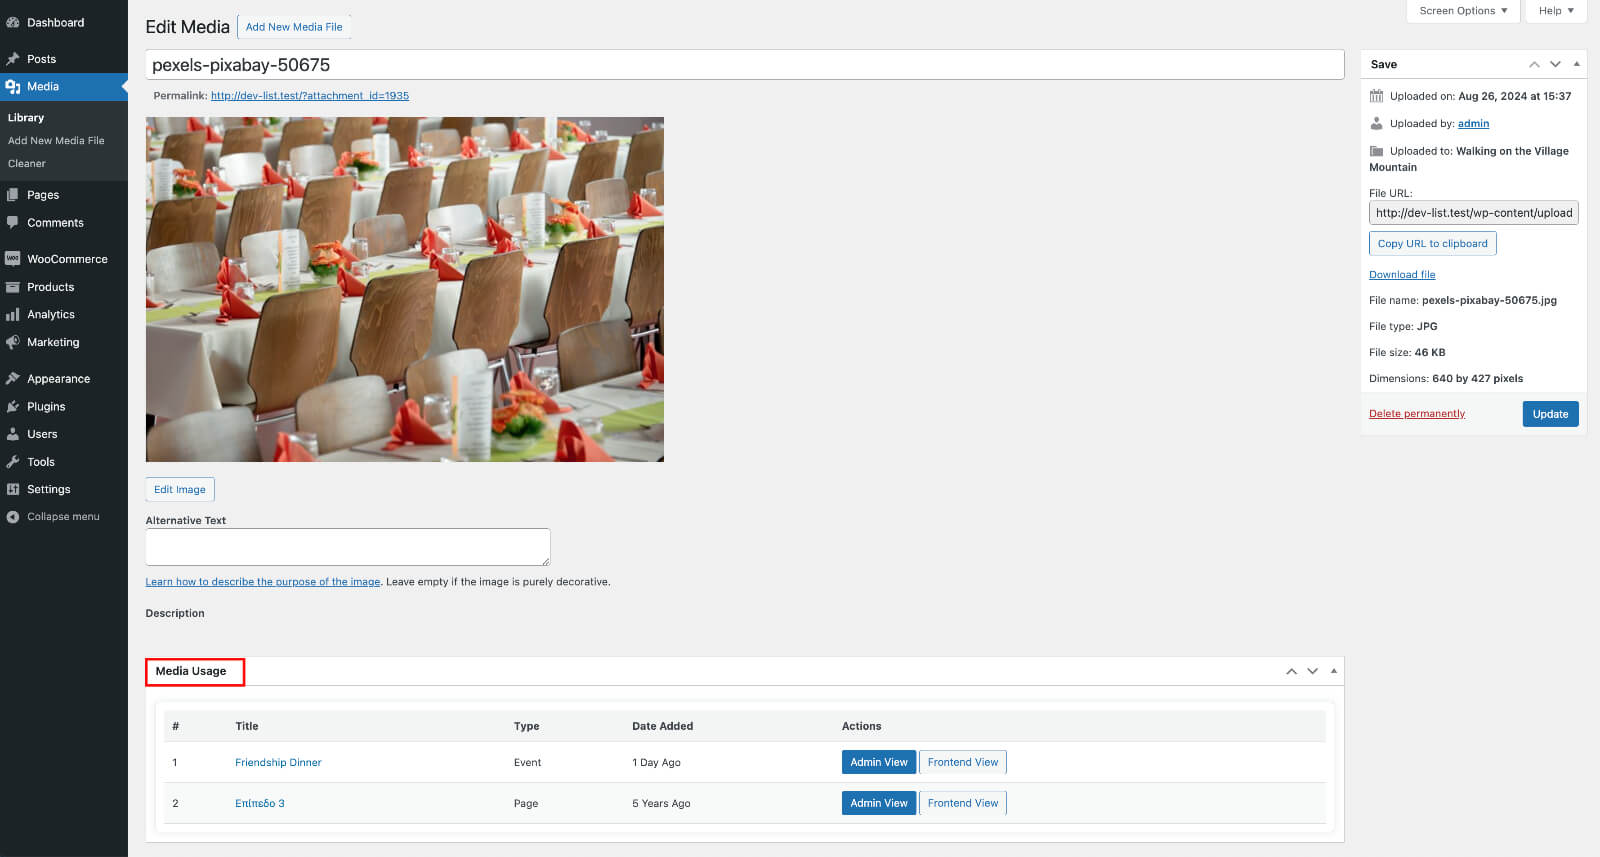 Dashboard
Posts
Media
Library
Add New Media File
Cleaner
Pages
Comments
WooCommerce
Products
Analytics
Marketing
Appearance
Plugins
Users
Tools
Settings
Collapse menu
Screen Options
Help
Edit Media
Add New Media File
pexels-pixabay-50675
Permalink: http://dev-list.test/?attachment_id=1935
Edit Image
Alternative Text
Learn how to describe the purpose of the image. Leave empty if the image is purely decorative.
Description
Media Usage
# Title Type Date Added Actions
1 Friendship Dinner Event 1 Day Ago Admin View Frontend View
2 Επίπεδο 3 Page 5 Years Ago Admin View Frontend View
Save
Uploaded on: Aug 26, 2024 at 15:37
Uploaded by: admin
Uploaded to: Walking on the Village
Mountain
File URL:
http://dev-list.test/wp-content/upload
Copy URL to clipboard
Download file
File name: pexels-pixabay-50675.jpg
File type: JPG
File size: 46 KB
Dimensions: 640 by 427 pixels
Delete permanently
Update